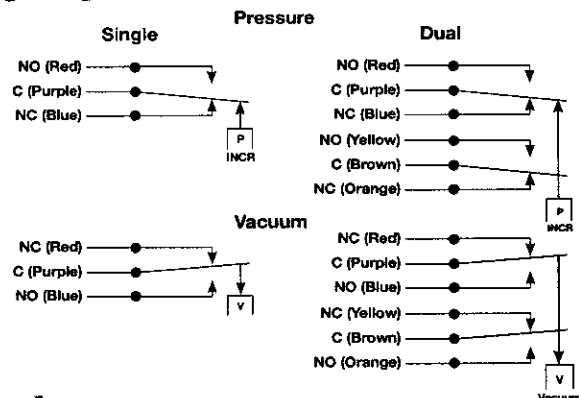 Pressure
Single
NO (Red)
C (Purple)
NC (Blue)
P
INCR
Dual
NO (Red)
C (Purple)
NC (Blue)
NO (Yellow)
C (Brown)
NC (Orange)
P
INCR
Vacuum
NC (Red)
C (Purple)
NO (Blue)
V
NC (Red)
C (Purple)
NO (Blue)
NC (Yellow)
C (Brown)
NO (Orange)
V
Vacuum